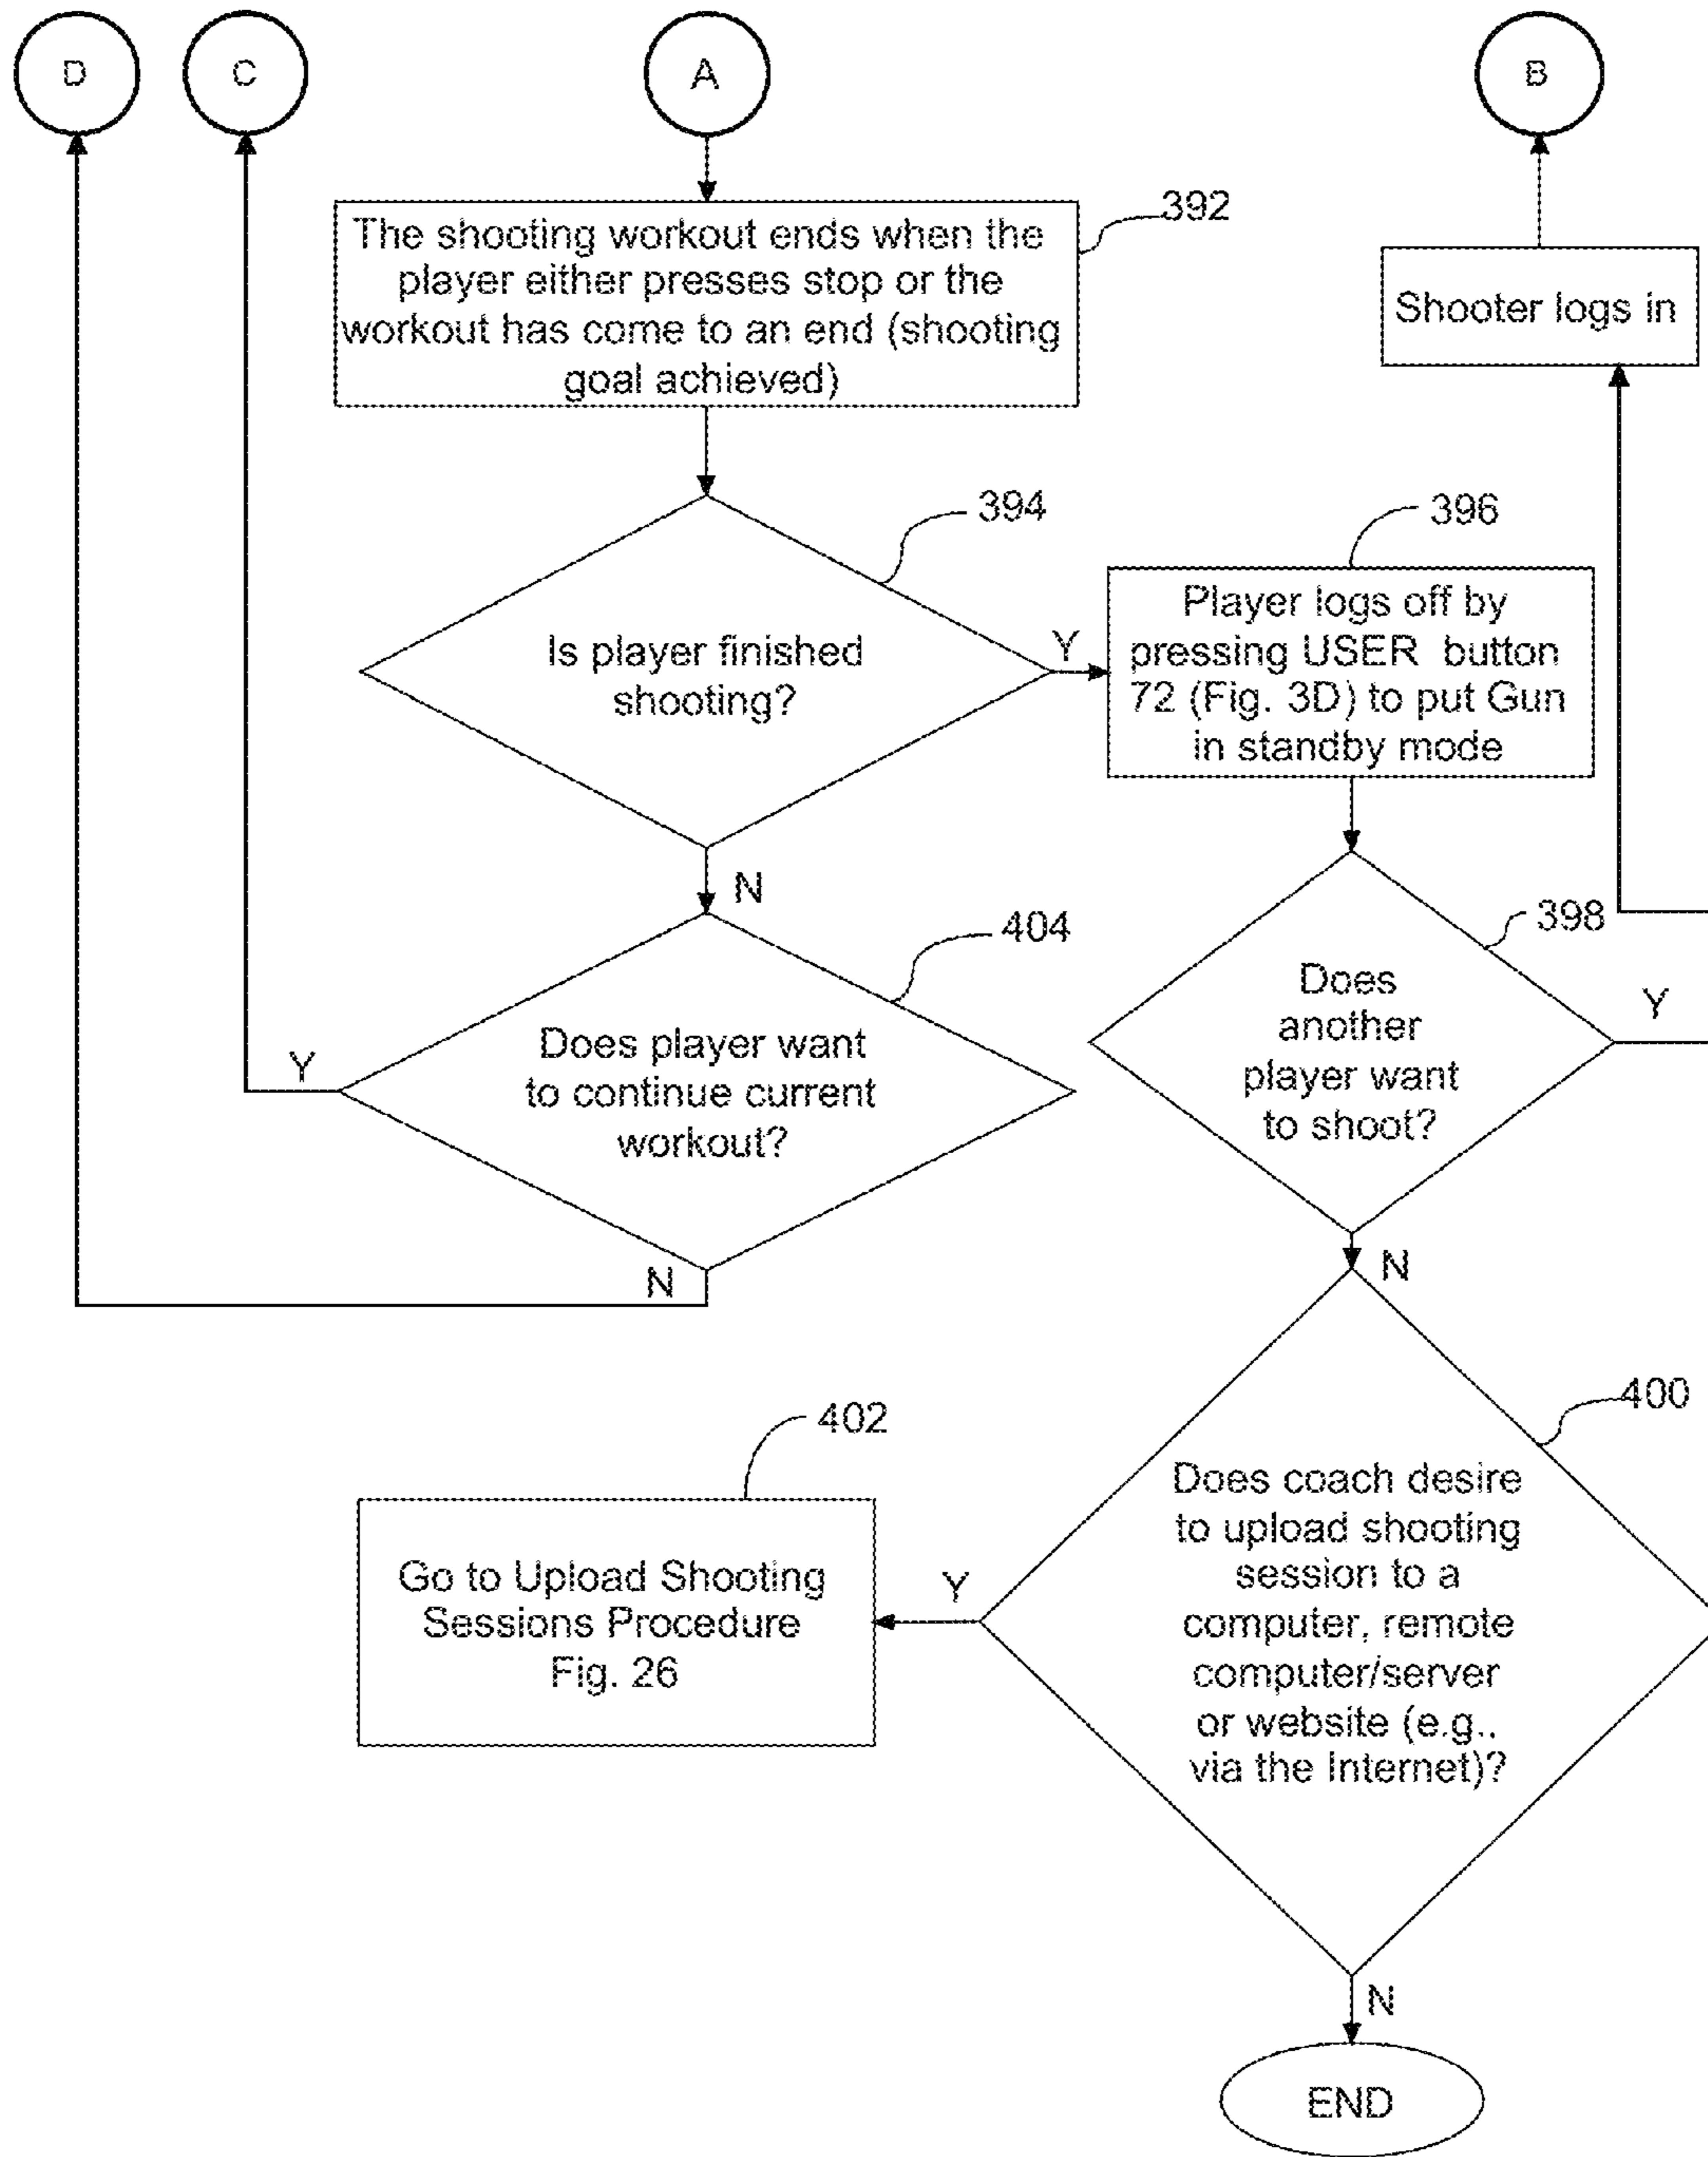 D
C
A
B
392
The shooting workout ends when the
player either presses stop or the
workout has come to an end (shooting
goal achieved)
Shooter logs in
394
Is player finished
shooting?
Y
N
396
Player logs off by
pressing USER button
72 (Fig. 3D) to put Gun
in standby mode
404
Does player want
to continue current
workout?
Y
N
398
Does
another
player want
to shoot?
Y
N
400
Does coach desire
to upload shooting
session to a
computer, remote
computer/server
or website (e.g.,
via the Internet)?
Y
N
402
Go to Upload Shooting
Sessions Procedure
Fig. 26
END